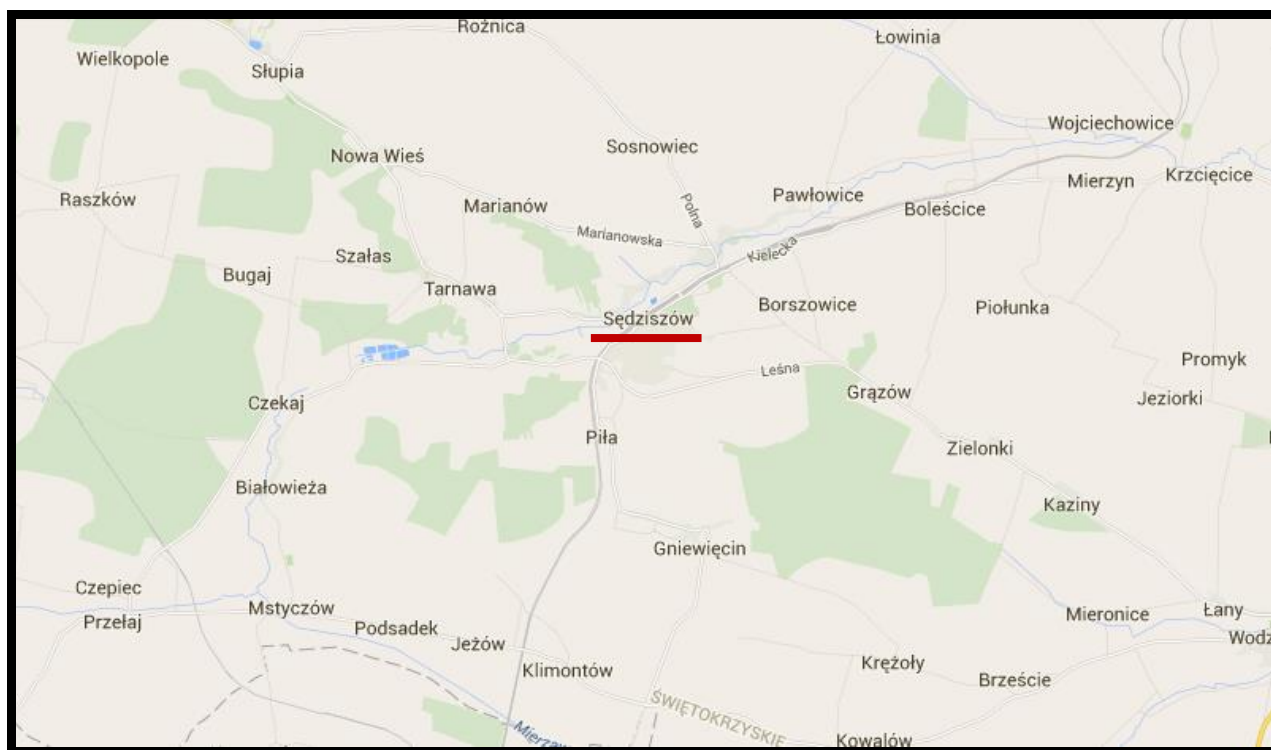 Rożnica
Łowinia
Wielkopole
Słupia
Wojciechowice
Sosnowiec
Nowa Wieś
Mierzyn
Krzcięcice
Pawłowice
Raszków
Marianów
Polna
Boleścice
Marianowska
Kielecka
Szałas
Bugaj
Tarnawa
Borszowice
Piołunka
Sędziszów
Promyk
Leśna
Grązów
Jeziorki
Czekaj
Piła
Zielonki
Białowieża
Kaziny
Gniewięcin
Czepiec
Mstyczów
Łany
Przełaj
Mieronice
Podsadek
Wodz
Jeżów
Krężoły
Klimontów
Brzeście
ŚWIĘTOKRZYSKIE
Mierzaw
Kowalów